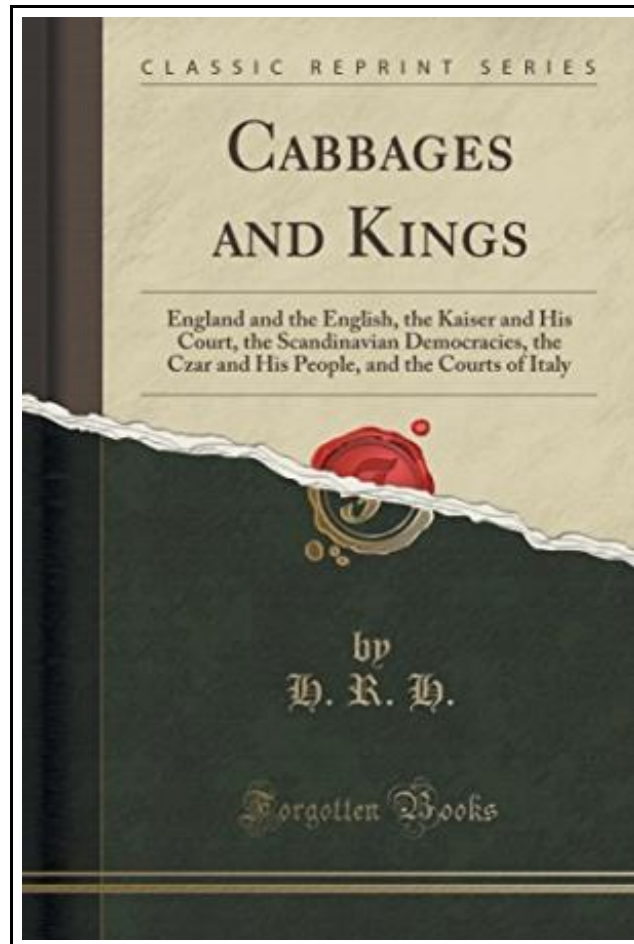 CLASSIC REPRINT SERIES
CABBAGES
AND KINGS
England and the English, the Kaiser and His
Court, the Scandinavian Democracies, the
Czar and His People, and the Courts of Italy
by
H. R. H.
Forgotten Books